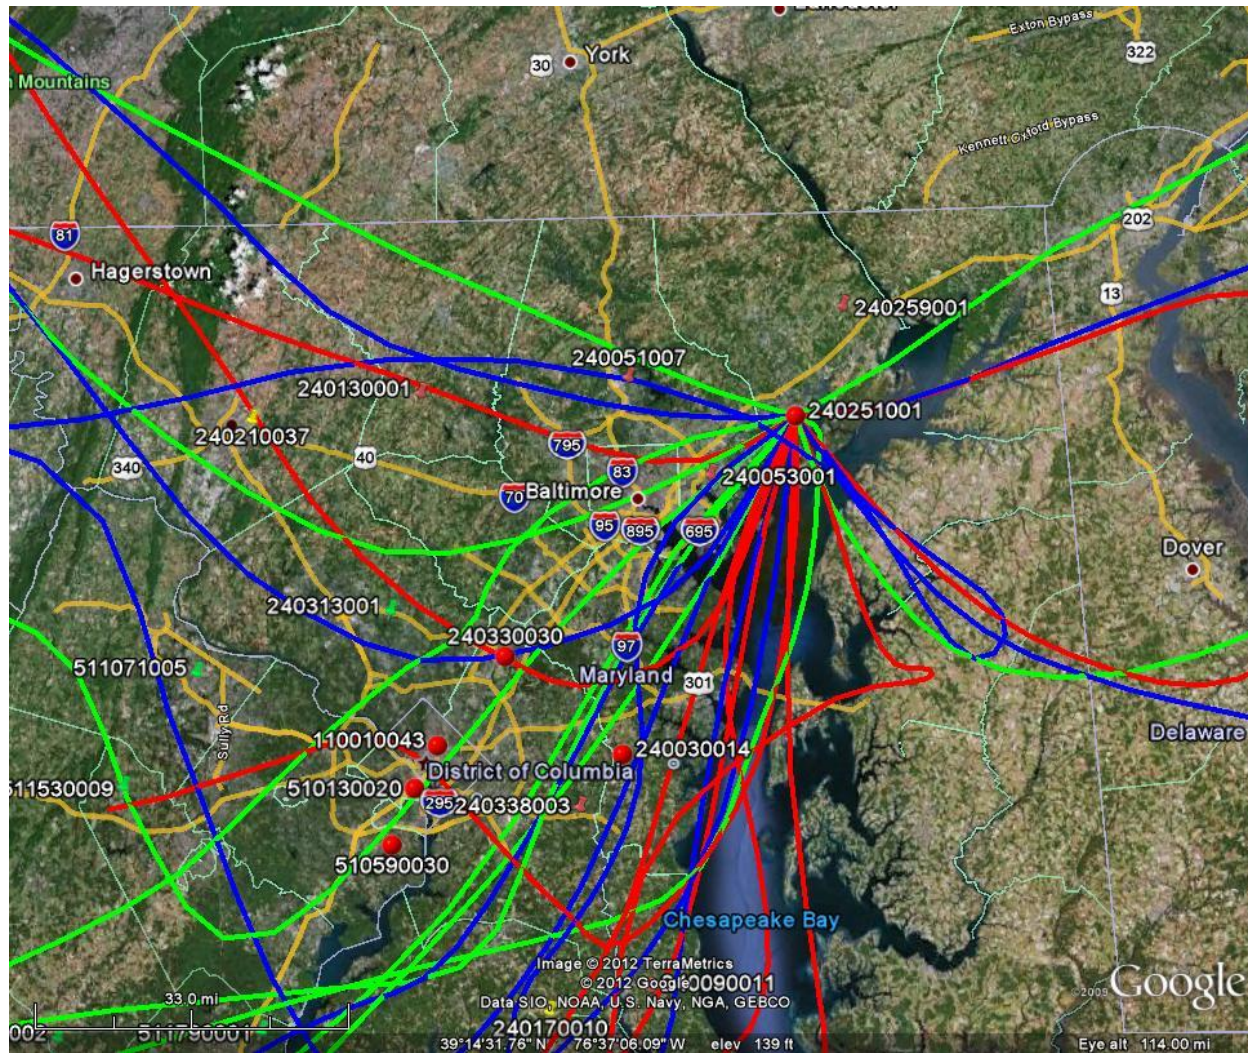 York
30
Exton Bypass
322
Mountains
Kennett Oxford Bypass
202
81
Hagerstown
13
240259001
240051007
240130001
240251001
240210037
795
340
40
83
240053001
70
Baltimore
95
895
695
Dover
240313001
240330030
97
511071005
Maryland
301
Sully Rd
Delaware
110010043
240030014
District of Columbia
511530009
510130020
295
240338003
510590030
Chesapeake Bay
Image © 2012 TerraMetrics
© 2012 Google
240090011
Data SIO, NOAA, U.S. Navy, NGA, GEBCO
©2009
Google
33.0 mi
240170010
002
511790001
39°14'31.76" N 76°37'06.09" W elev 139 ft
Eye alt 114.00 mi